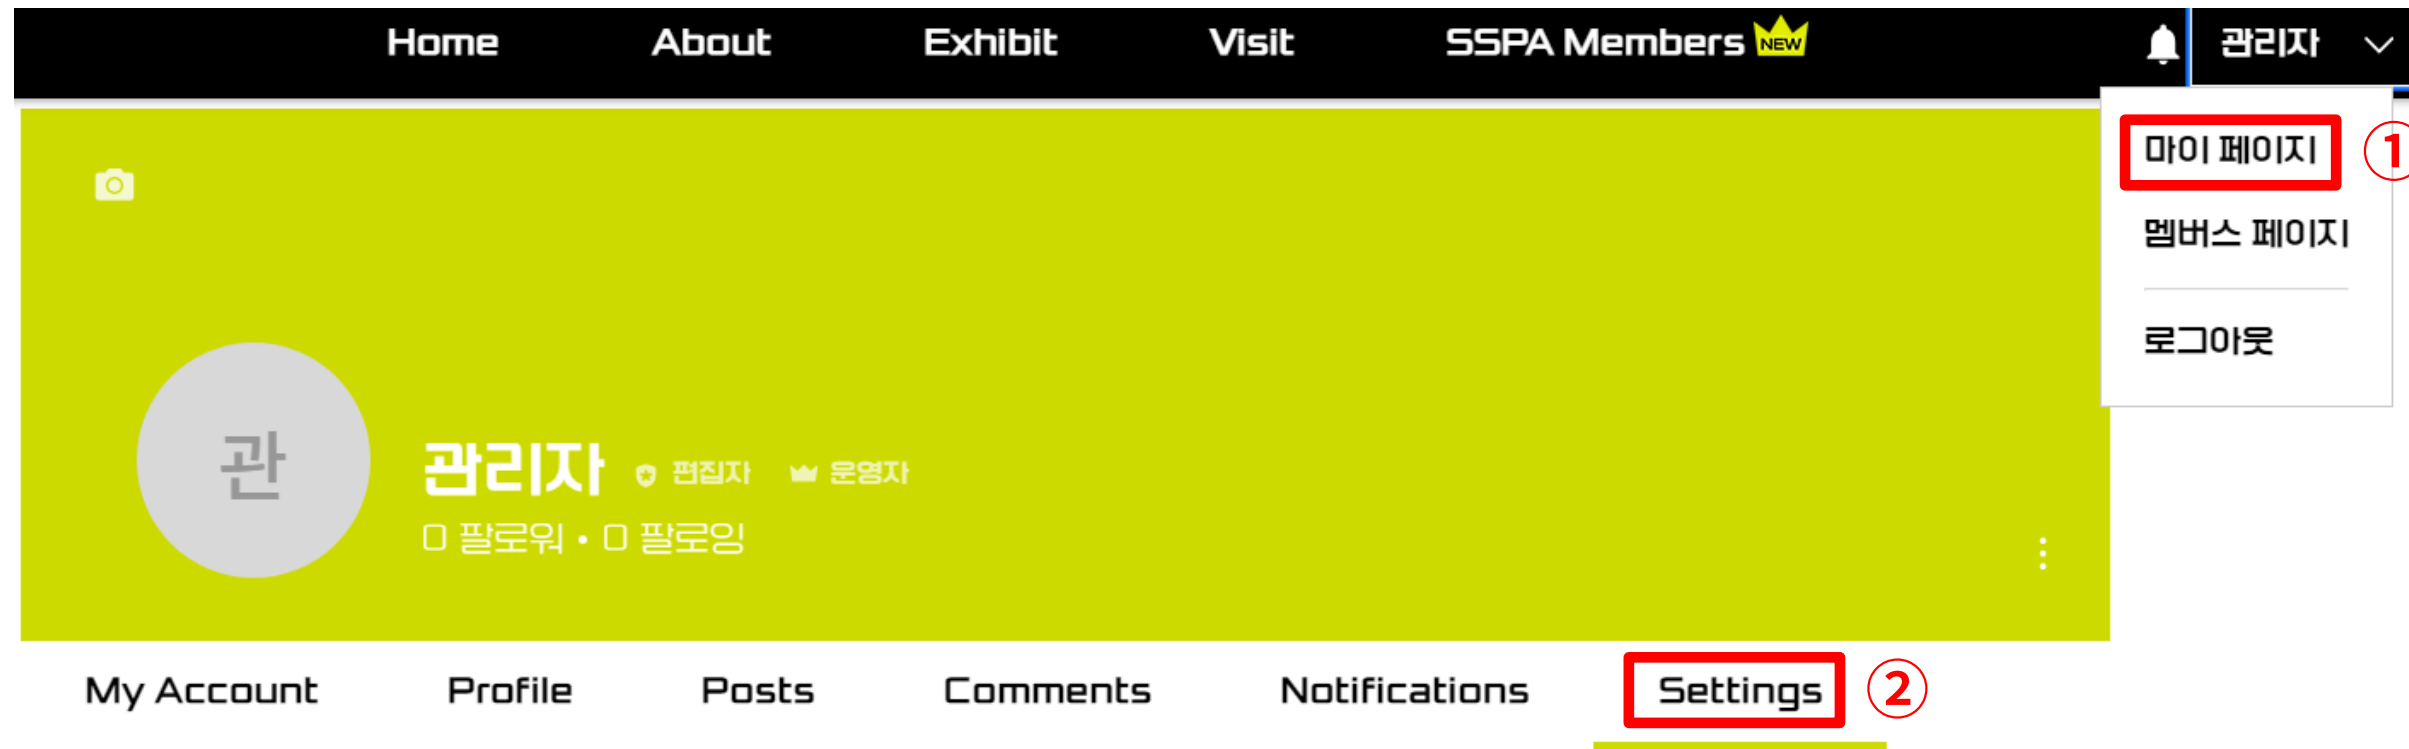 Home About Exhibit Visit SSPA Members NEW 관리자
마이 페이지 ①
멤버스 페이지
로그아웃
관
관리자 편집자 운영자
0 팔로워 • 0 팔로잉
My Account Profile Posts Comments Notifications Settings ②